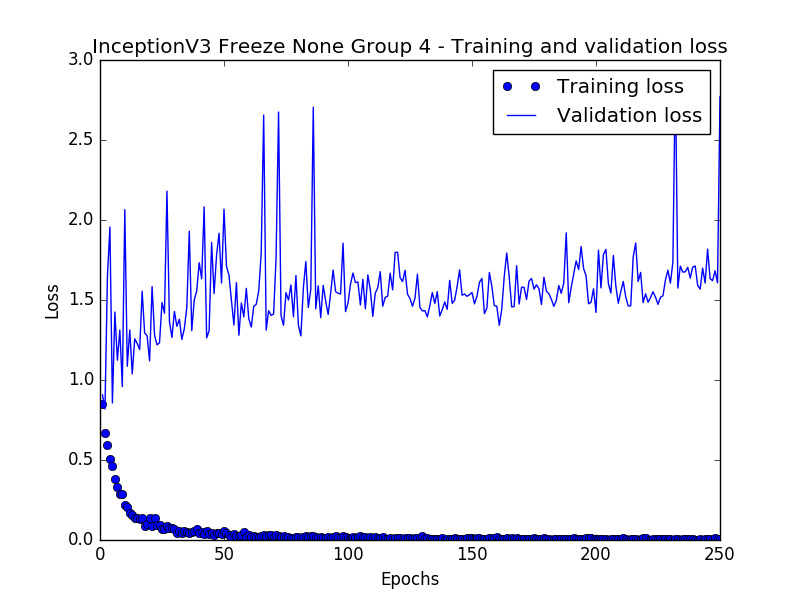 InceptionV3 Freeze None Group 4 - Training and validation loss
3.0
2.5
2.0
1.5
1.0
0.5
0.0
Loss
Training loss
Validation loss
0 50 100 150 200 250
Epochs